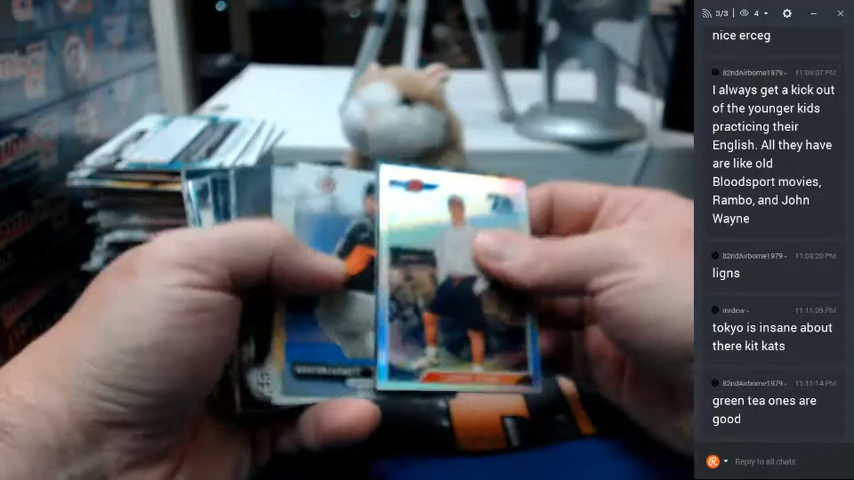 3/3
4
nice erceg
82ndAirborne1979 -
11:09:07 PM
I always get a kick out
of the younger kids
practicing their
English. All they have
are like old
Bloodsport movies,
Rambo, and John
Wayne
82ndAirborne1979 -
11:09:20 PM
ligns
mrdew -
11:11:09 PM
tokyo is insane about
there kit kats
82ndAirborne1979 -
11:11:14 PM
green tea ones are
good
Reply to all chats